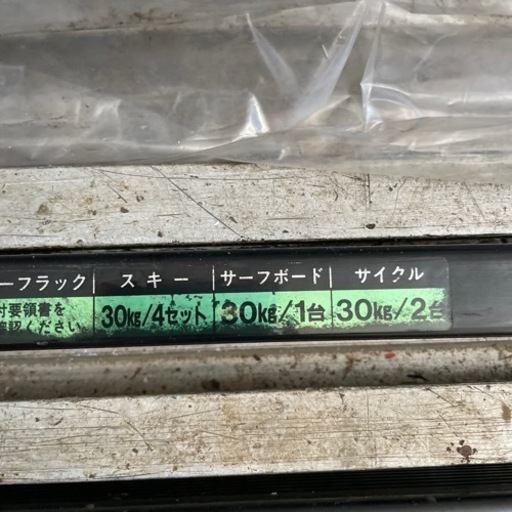 ーフラック スキー サーフボード サイクル
付要領書を
確認ください 30kg/4セット 30kg/1台 30kg/2台